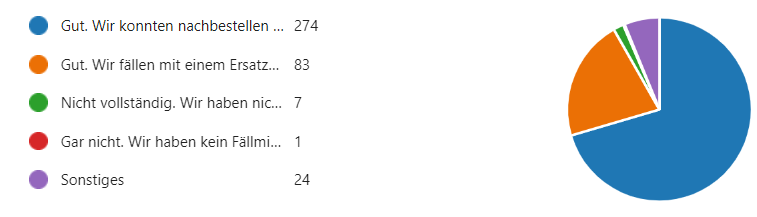 Gut. Wir konnten nachbestellen ... 274
Gut. Wir fällen mit einem Ersatz... 83
Nicht vollständig. Wir haben nic... 7
Gar nicht. Wir haben kein Fällmi... 1
Sonstiges 24